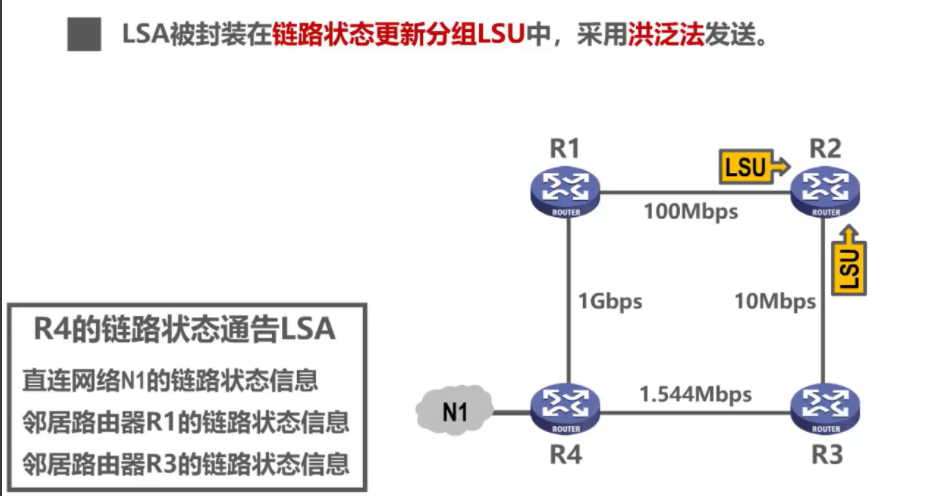 LSA被封装在链路状态更新分组LSU中，采用洪泛法发送。
R1
R2
LSU
ROUTER
ROUTER
100Mbps
LSU
1Gbps
10Mbps
R4的链路状态通告LSA
直连网络N1的链路状态信息
邻居路由器R1的链路状态信息
邻居路由器R3的链路状态信息
N1
1.544Mbps
ROUTER
ROUTER
R4
R3